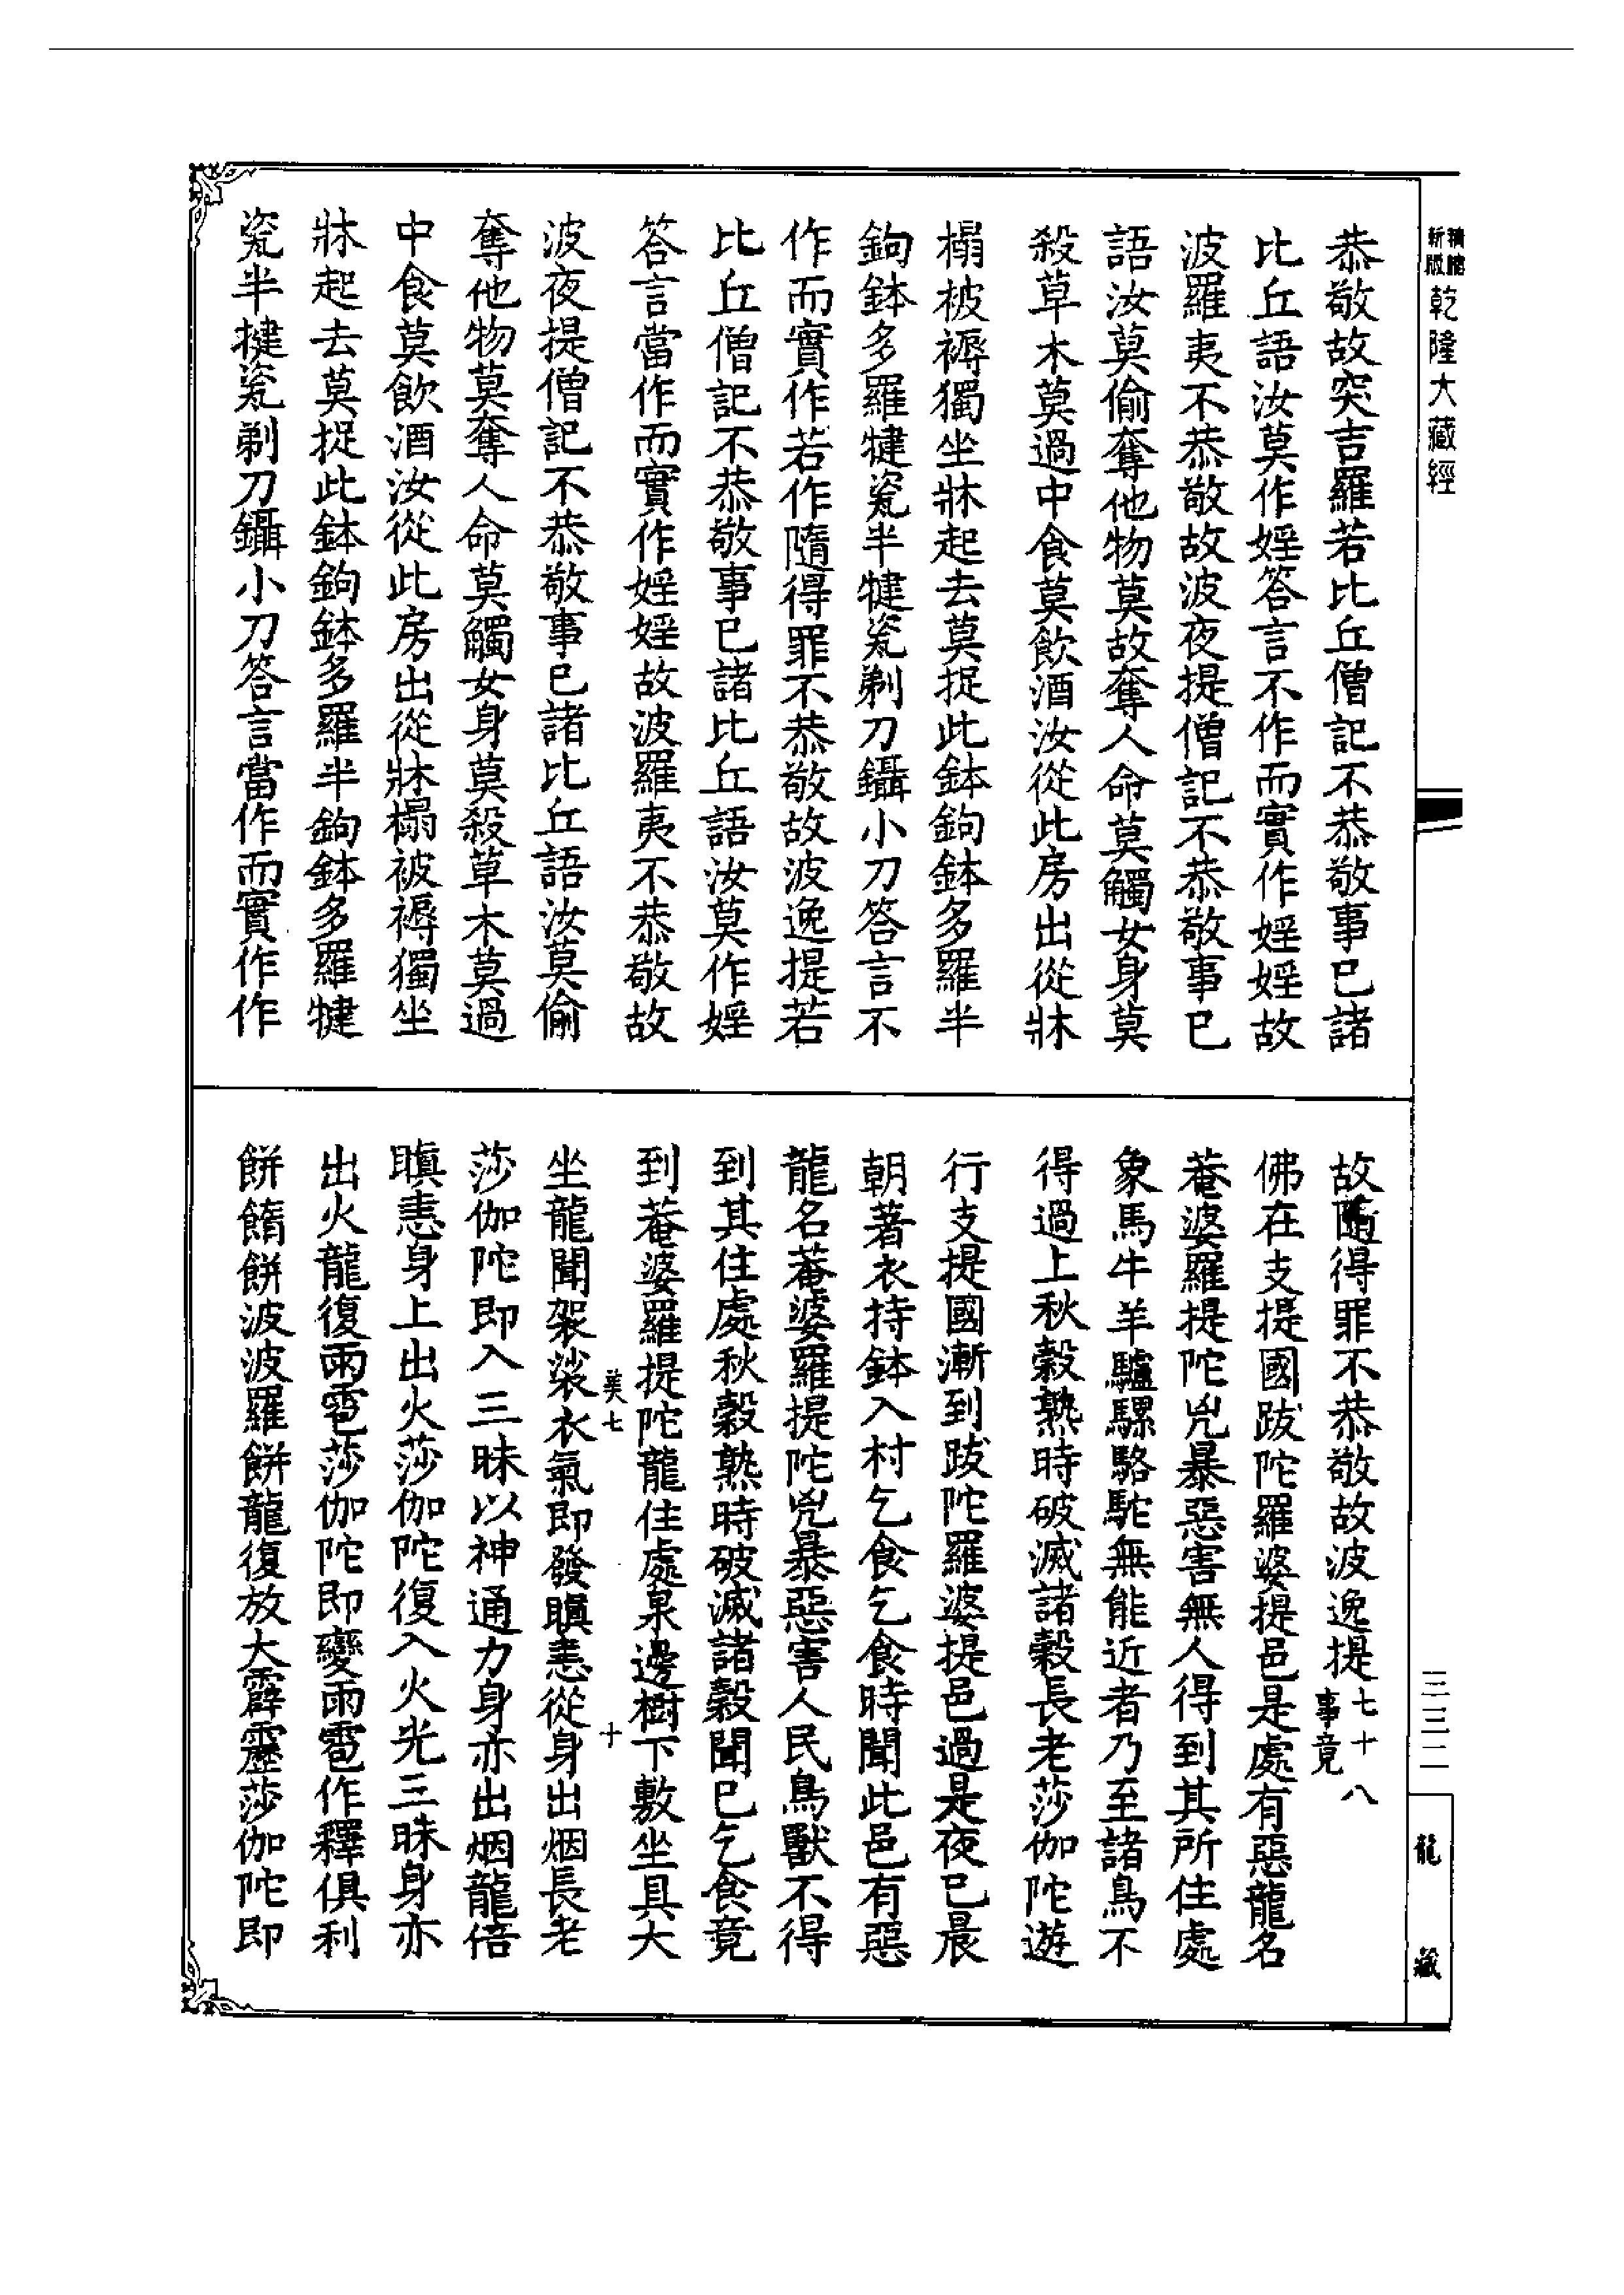 精縮
新版
乾隆大藏經
恭敬故突吉羅若比丘僧記不恭敬事已諸
比丘語汝莫作婬答言不作而實作婬婬故
波羅夷不恭敬故波夜提僧記不恭敬事已
語汝莫偷奪他物莫故奪人命莫觸女身莫
殺草木莫過中食莫飲酒汝從此房出從牀
榻被褥獨坐牀起去莫捉此鉢鉤鉢多羅半
鉤鉢多羅犍瓷半犍瓷剃刀鑷小刀答言不
作而實作若作隨得罪不恭敬故波逸提若
比丘僧記不恭敬事已諸比丘語汝莫作婬
答言當作而實作婬婬故波羅夷不恭敬故
波夜提僧記不恭敬事已諸比丘語汝莫偷
奪他物莫奪人命莫觸女身莫殺草木莫過
中食莫飲酒汝從此房出從牀榻被褥獨坐
牀起去莫捉此鉢鉤鉢多羅半鉤鉢多羅犍
瓷半揵瓷剃刀鑷小刀答言當作而實作作
故隨得罪不恭敬故波逸提七十八
事竟
佛在支提國跋陀羅婆提邑是處有惡龍名
菴婆羅提陀兇暴惡害無人得到其所住處
象馬牛羊驢騾駱駝無能近者乃至諸鳥不
得過上秋穀熟時破滅諸穀長老莎伽陀遊
行支提國漸到跋陀羅婆提邑過是夜已晨
朝著衣持鉢入村乞食乞食時聞此邑有惡
龍名菴婆羅提陀兇暴惡害人民鳥獸不得
到其住處秋穀熟時破滅諸穀聞已乞食竟
到菴婆羅提陀龍住處泉邊樹下敷坐具大
美七
十
坐龍聞袈裟衣氣即發瞋恚從身出烟長老
莎伽陀即入三昧以神通力身亦出烟龍倍
瞋恚身上出火莎伽陀復入火光三昧身亦
出火龍復雨雹莎伽陀即變雨雹作釋俱利
餅餚餅波波羅餅龍復放大霹靂莎伽陀即
三三二
龍藏